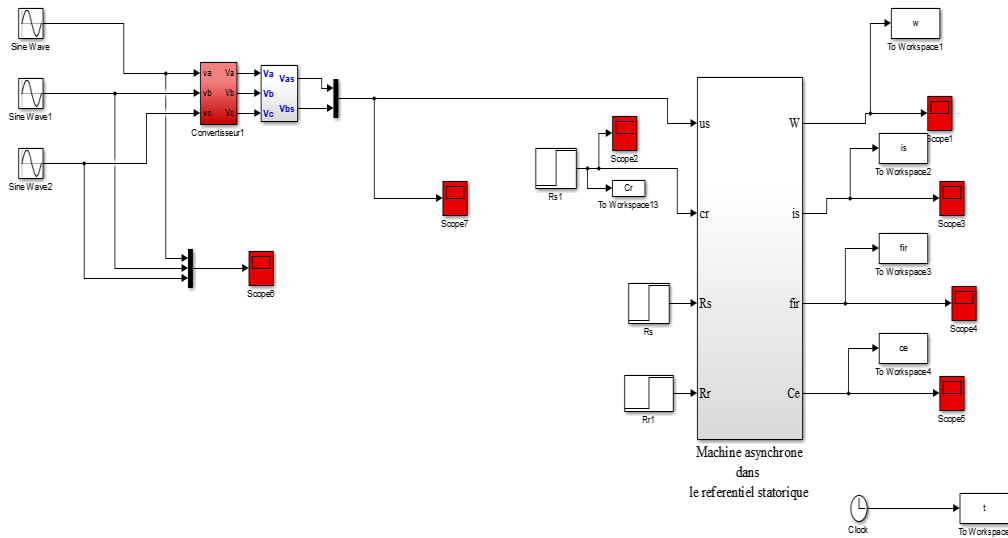 Sine Wave
Sine Wave1
Sine Wave2
va
vb
vc
Va
Vb
Vc
Convertisseur1
Va
Vb
Vc
Vas
Vbs
Scope6
Scope7
Rs1
Scope2
Cr
To Workspace13
Rs
Rr1
us
cr
Rs
Rr
W
is
fir
Ce
Machine asynchrone
dans
le referentiel statorique
w
To Workspace1
Scope1
is
To Workspace2
Scope3
fir
To Workspace3
Scope4
ce
To Workspace4
Scope5
Clock
t
To Workspace